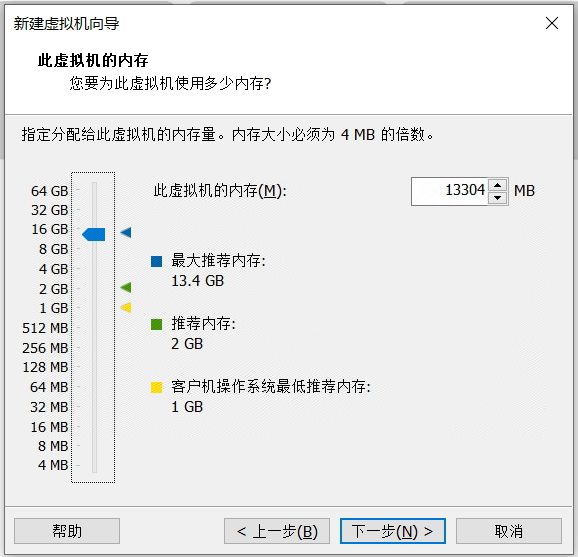 新建虚拟机向导
此虚拟机的内存
您要为此虚拟机使用多少内存?
指定分配给此虚拟机的内存量。内存大小必须为 4 MB 的倍数。
64 GB
32 GB
16 GB
8 GB
4 GB
2 GB
1 GB
512 MB
256 MB
128 MB
64 MB
32 MB
16 MB
8 MB
4 MB
此虚拟机的内存(M):
13304 MB
最大推荐内存:
13.4 GB
推荐内存:
2 GB
客户机操作系统最低推荐内存:
1 GB
帮助
< 上一步(B)
下一步(N) >
取消